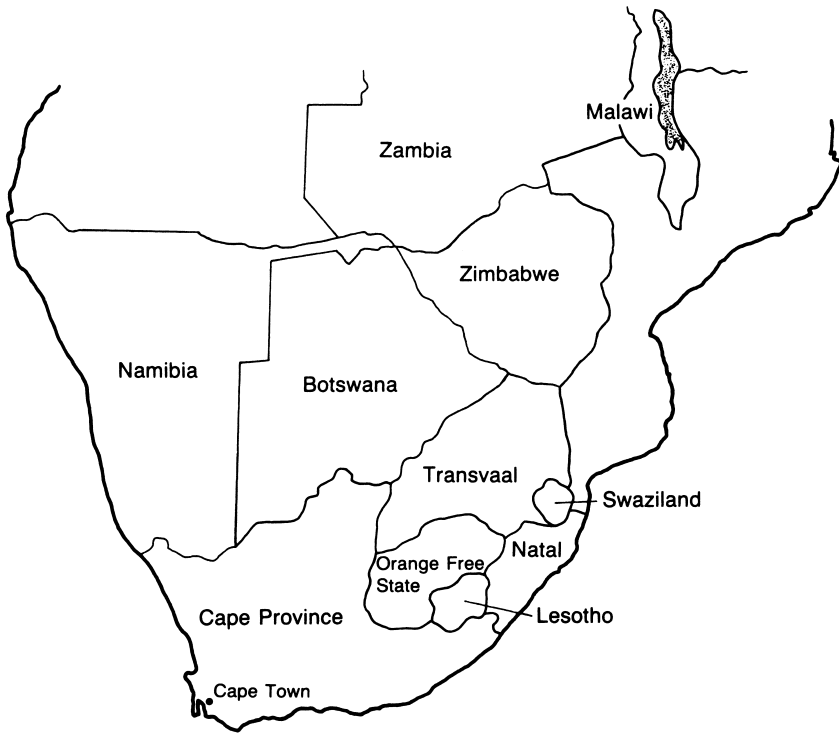 Malawi
Zambia
Zimbabwe
Namibia
Botswana
Transvaal
Swaziland
Natal
Orange Free
State
Cape Province
Lesotho
Cape Town